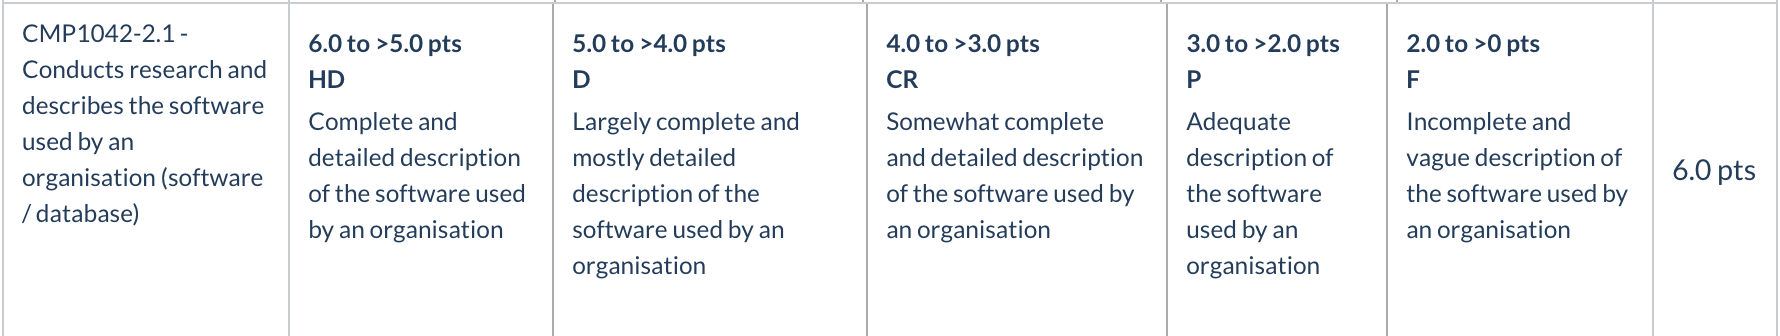 CMP1042-2.1 -
Conducts research and
describes the software
used by an
organisation (software
/ database)
6.0 to >5.0 pts
HD
Complete and
detailed description
of the software used
by an organisation
5.0 to >4.0 pts
D
Largely complete and
mostly detailed
description of the
software used by an
organisation
4.0 to >3.0 pts
CR
Somewhat complete
and detailed description
of the software used by
an organisation
3.0 to >2.0 pts
P
Adequate
description of
the software
used by an
organisation
2.0 to >0 pts
F
Incomplete and
vague description of
the software used by
an organisation
6.0 pts